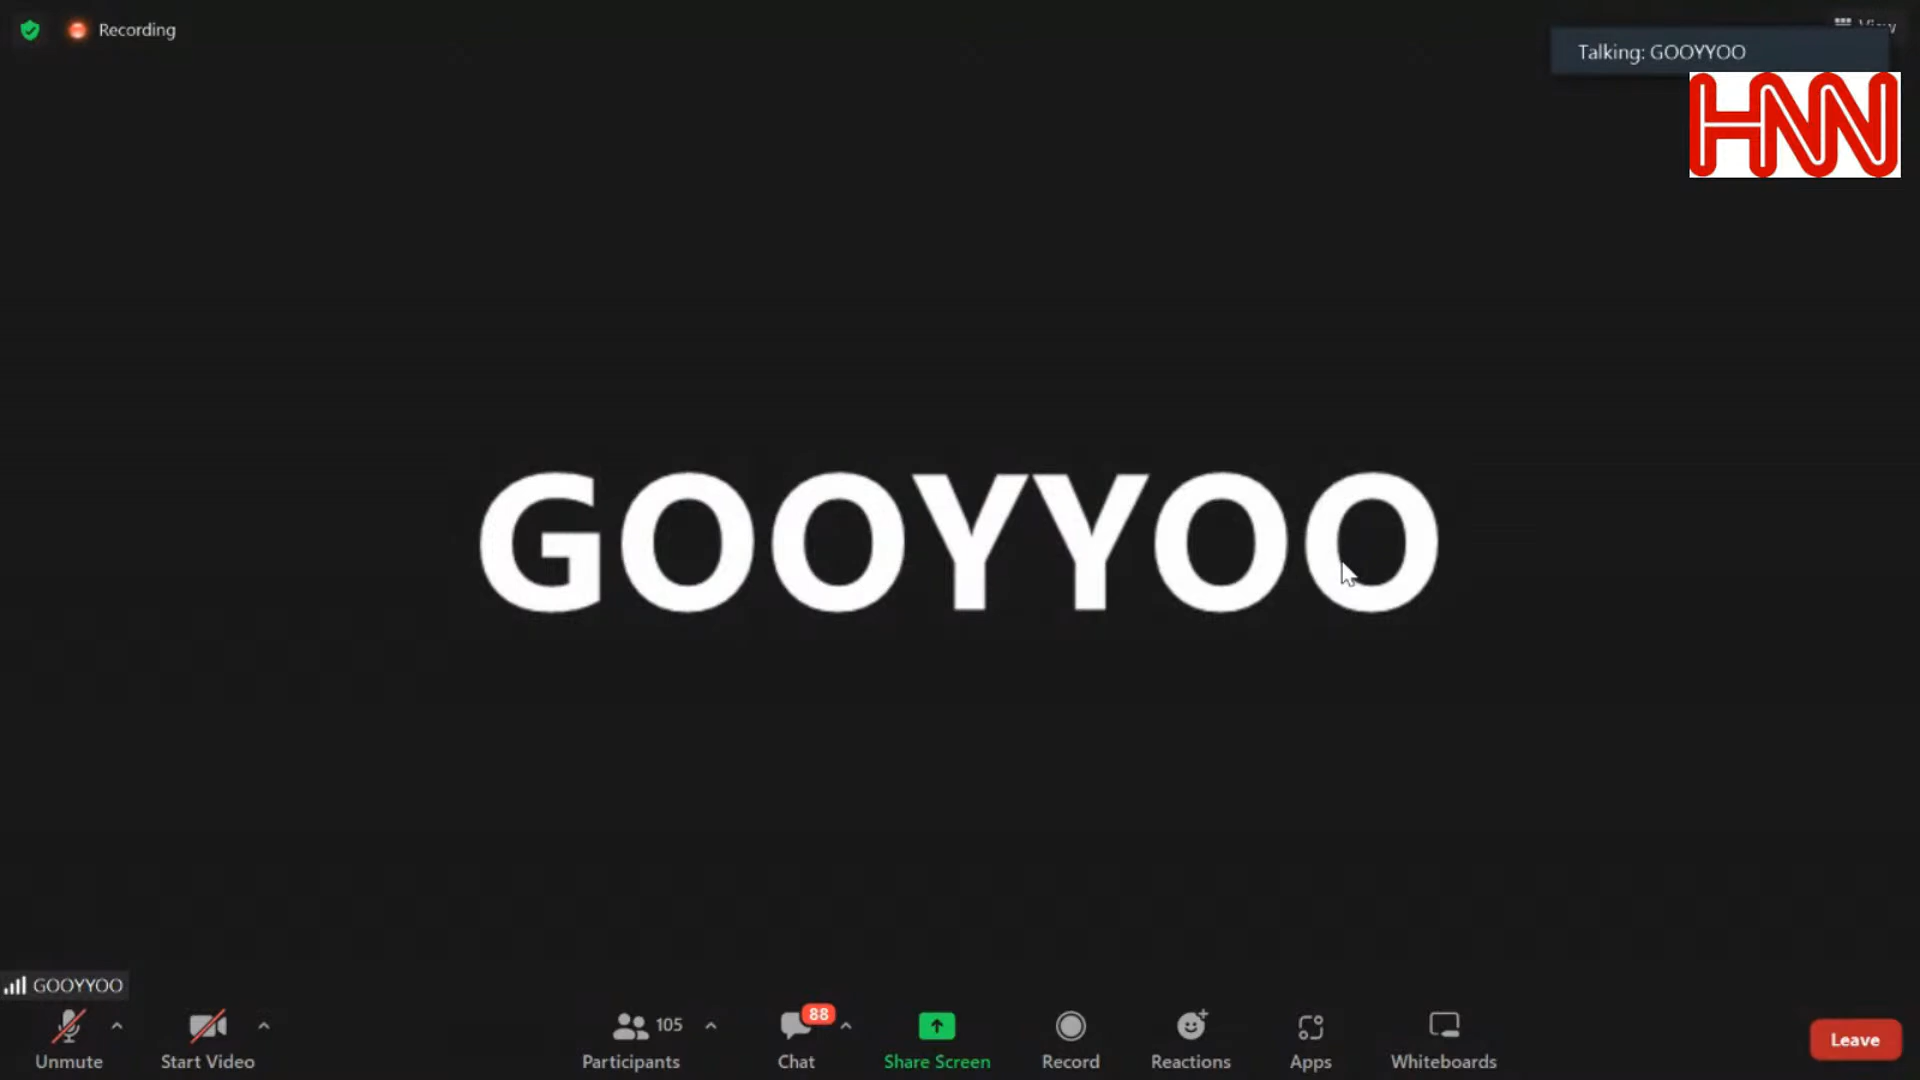 Recording
View
Talking: GOOYYOO
HNN
GOOYYOO
GOOYYOO
Unmute
Start Video
105
Participants
88
Chat
Share Screen
Record
Reactions
Apps
Whiteboards
Leave